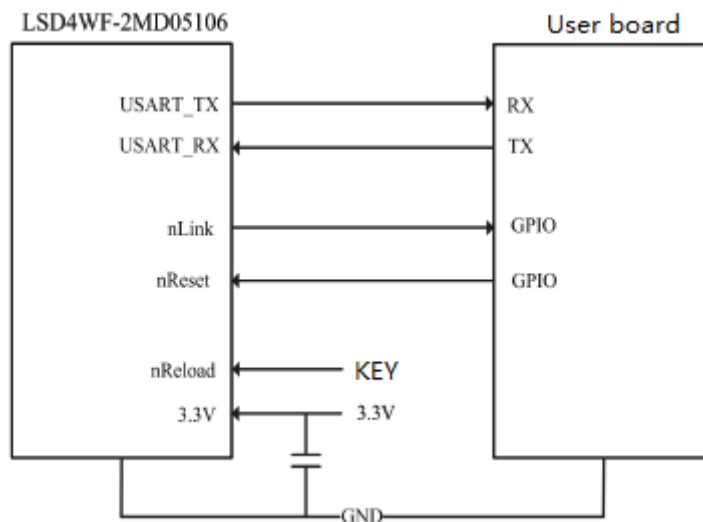 LSD4WF-2MD05106
User board
USART_TX
RX
USART_RX
TX
nLink
GPIO
nReset
GPIO
nReload
KEY
3.3V
3.3V
GND